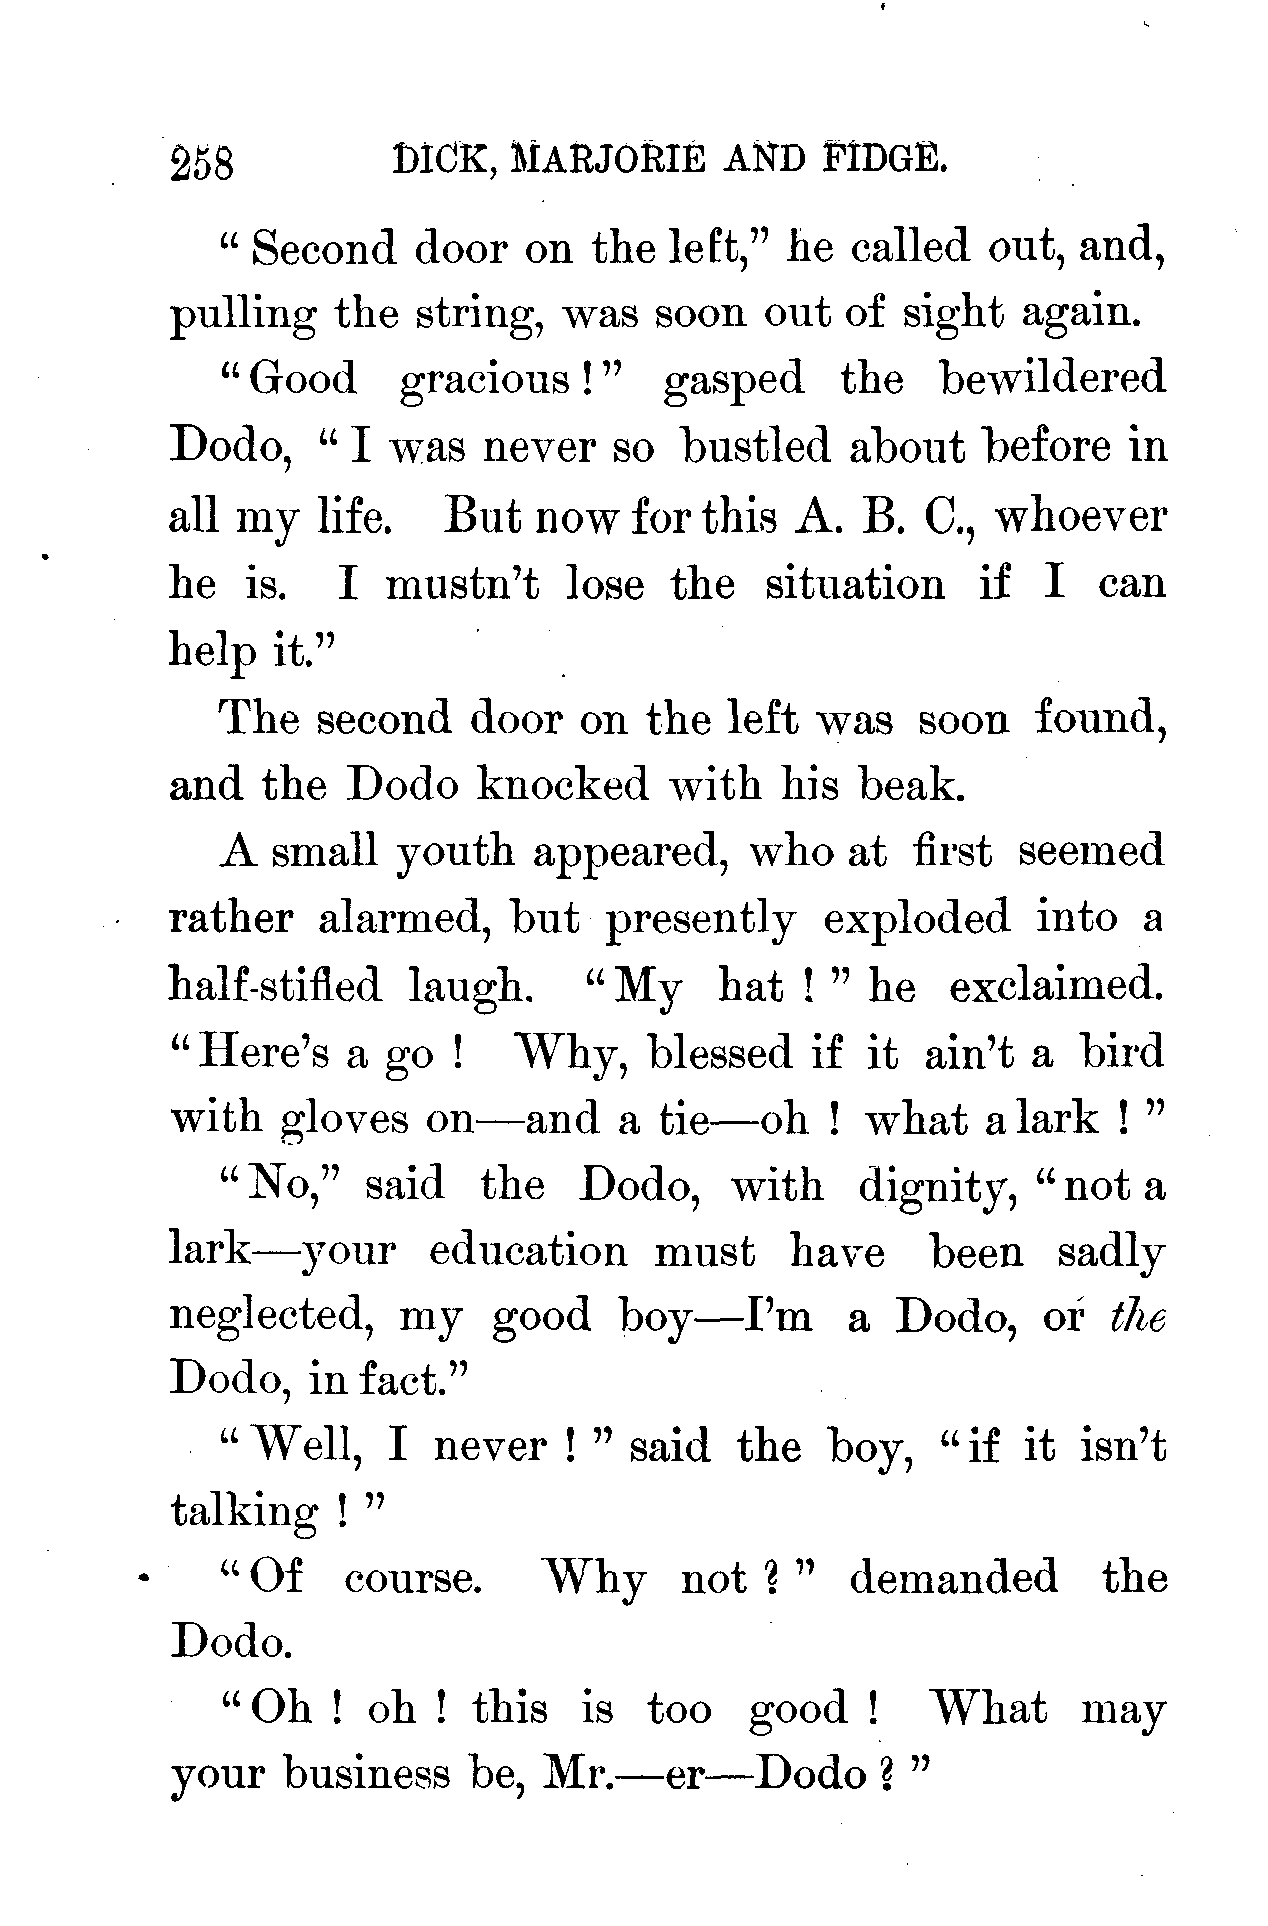 258 DICK, MARJORIE AND FIDGE.
“ Second door on the left,” he called out, and,
pulling the string, was soon out of sight again.
“ Good gracious ! ” gasped the bewildered
Dodo, “ I was never so bustled about before in
all my life. But now for this A. B. C., whoever
he is. I mustn’t lose the situation if I can
help it.”
The second door on the left was soon found,
and the Dodo knocked with his beak.
A small youth appeared, who at first seemed
rather alarmed, but presently exploded into a
half-stifled laugh. “ My hat ! ” he exclaimed.
“ Here’s a go ! Why, blessed if it ain’t a bird
with gloves on—and a tie—oh ! what a lark ! ”
“ No,” said the Dodo, with dignity, “ not a
lark—your education must have been sadly
neglected, my good boy—I’m a Dodo, or the
Dodo, in fact.”
“ Well, I never ! ” said the boy, “ if it isn’t
talking ! ”
“ Of course. Why not ? ” demanded the
Dodo.
“ Oh ! oh ! this is too good ! What may
your business be, Mr.—er—Dodo ? ”